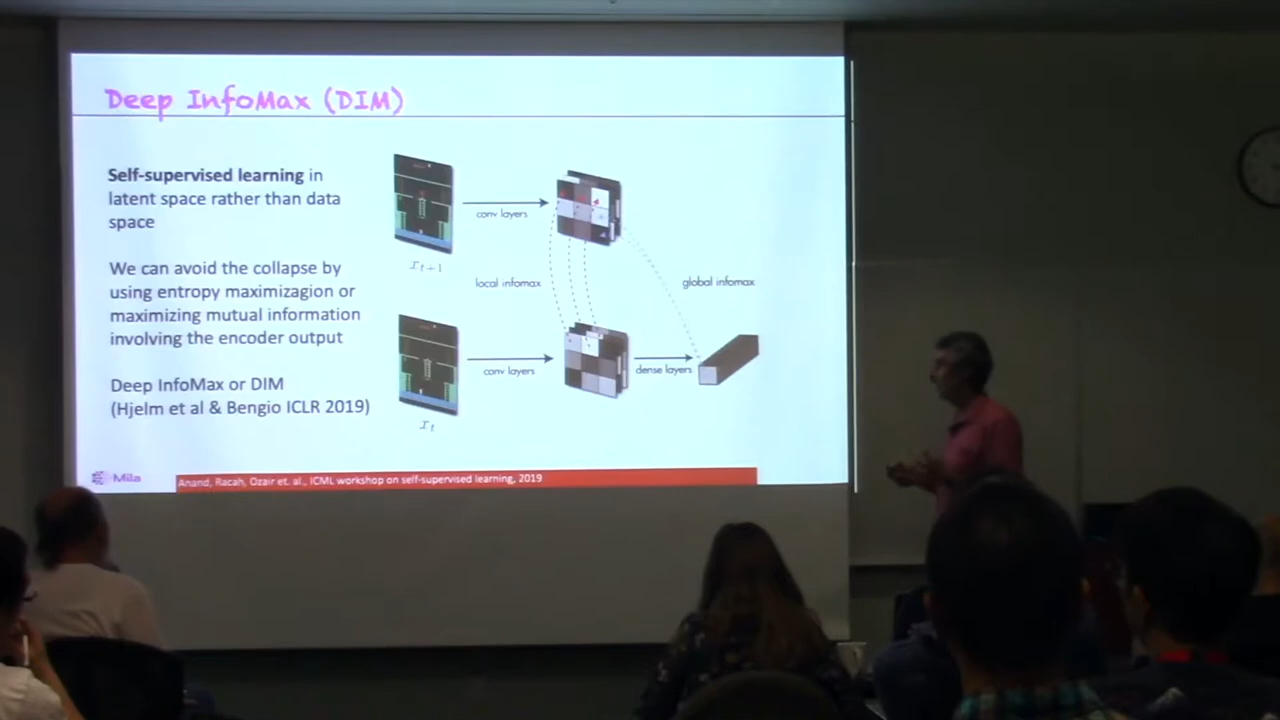 Deep InfoMax (DIM)
Self-supervised learning in
latent space rather than data
space
We can avoid the collapse by
using entropy maximizagion or
maximizing mutual information
involving the encoder output
Deep InfoMax or DIM
(Hjelm et al & Bengio ICLR 2019)
conv layers
x_{t+1}
local infomax
global infomax
conv layers
dense layers
x_t
Mila
Anand, Racah, Ozair et. al., ICML workshop on self-supervised learning, 2019